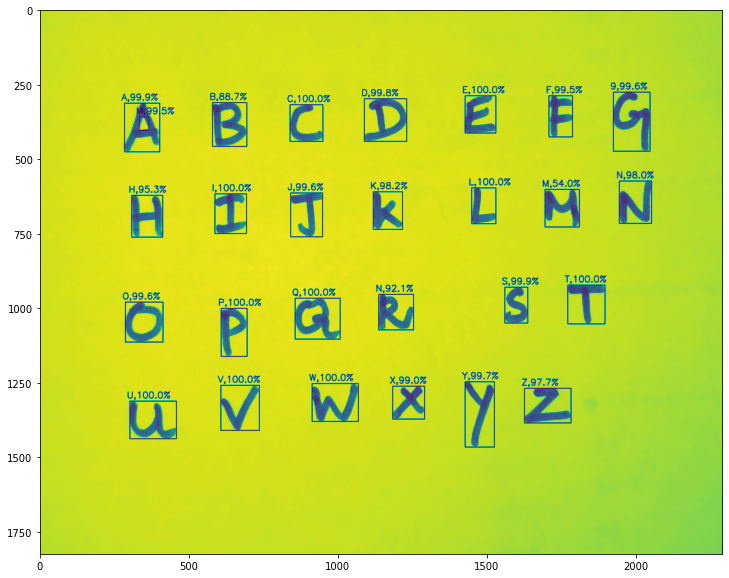 0
250
A,99.9% B,88.7% C,100.0% D,99.8% E,100.0% F,99.5% 9,99.6%
A B C D E F G
500
H,95.3% I,100.0% J,99.6% K,98.2% L,100.0% M,54.0% N,98.0%
H I J K L M N
750
O,99.6% P,100.0% Q,100.0% N,92.1% S,99.9% T,100.0%
1000
O P Q R S T
1250
U,100.0% V,100.0% W,100.0% X,99.0% Y,99.7% Z,97.7%
U V W X Y Z
1500
1750
0 500 1000 1500 2000